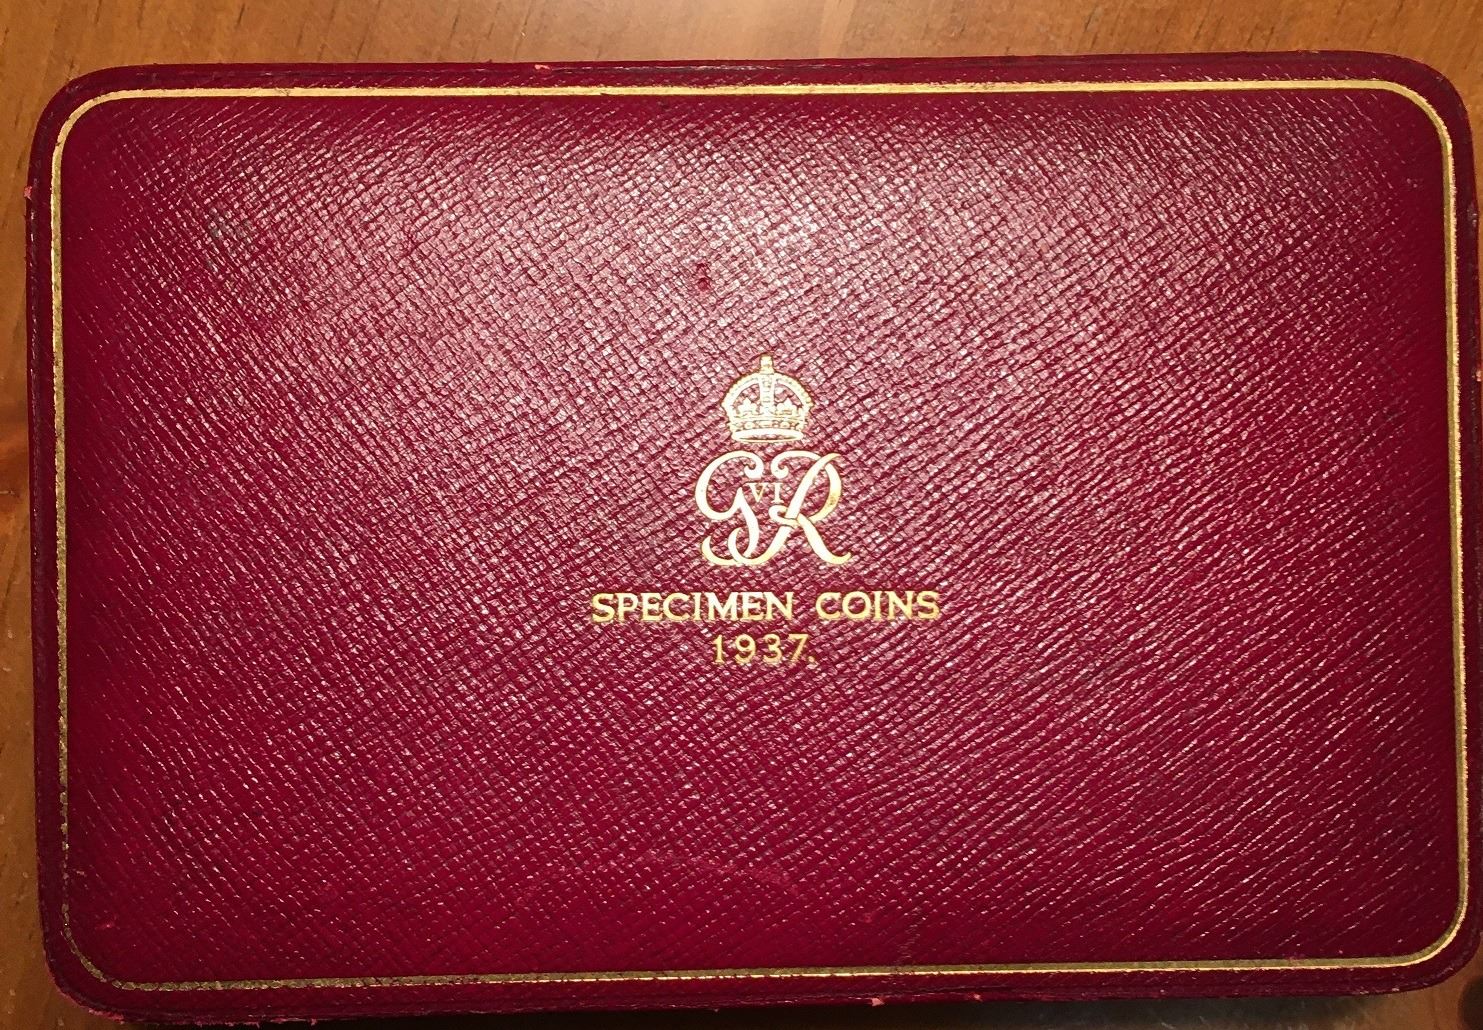 GVIR
SPECIMEN COINS
1937.